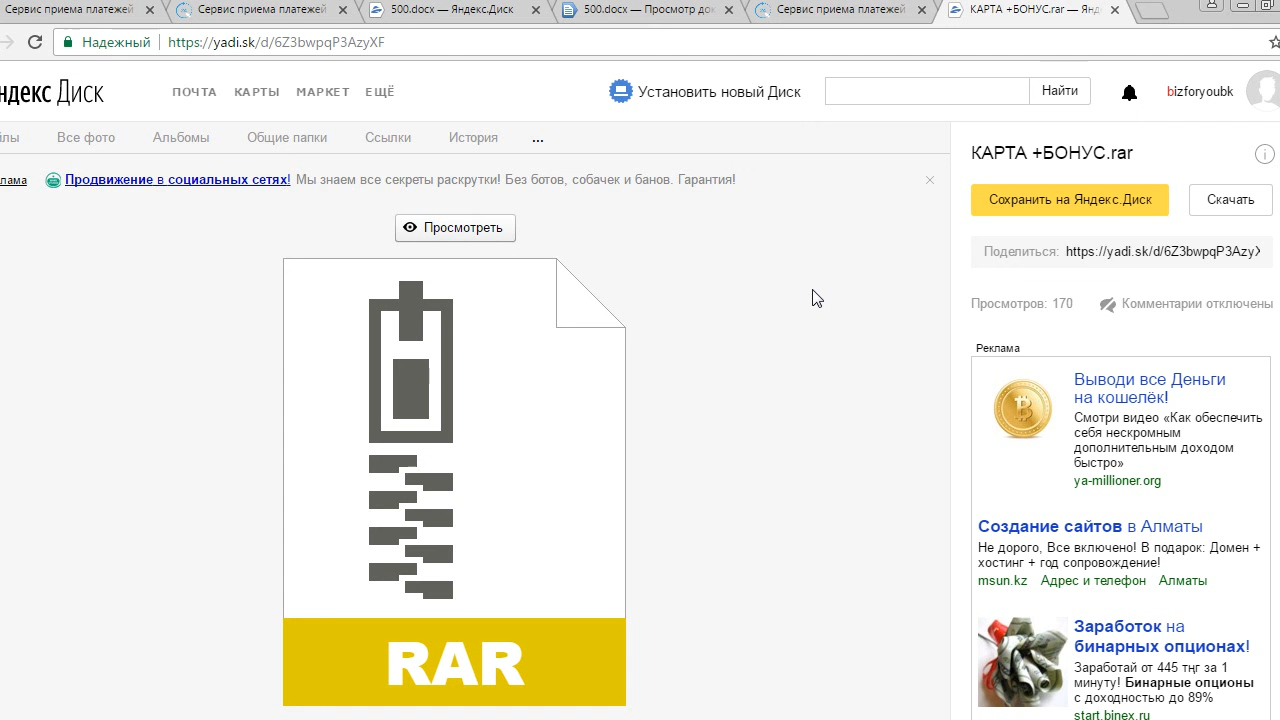 Сервис приема платежей
Сервис приема платежей
500.docx — Яндекс.Диск
500.docx — Просмотр до
Сервис приема платежей
КАРТА +БОНУС.rar — Янд
Надежный
https://yadi.sk/d/6Z3bwpqP3AzyXF
ндекс Диск
ПОЧТА КАРТЫ МАРКЕТ ЕЩЁ
Установить новый Диск
Найти
bizforyoubk
йлы Все фото Альбомы Общие папки Ссылки История ...
лама
Продвижение в социальных сетях! Мы знаем все секреты раскрутки! Без ботов, собачек и банов. Гарантия!
Просмотреть
RAR
КАРТА +БОНУС.rar
Сохранить на Яндекс.Диск
Скачать
Поделиться: https://yadi.sk/d/6Z3bwpqP3AzyX
Просмотров: 170
Комментарии отключены
Реклама
Выводи все Деньги
на кошелёк!
Смотри видео «Как обеспечить
себя нескромным
дополнительным доходом
быстро»
ya-millioner.org
Создание сайтов в Алматы
Не дорого, Все включено! В подарок: Домен +
хостинг + год сопровождение!
msun.kz Адрес и телефон Алматы
Заработок на
бинарных опционах!
Заработай от 445 тңг за 1
минуту! Бинарные опционы
с доходностью до 89%
start.binex.ru